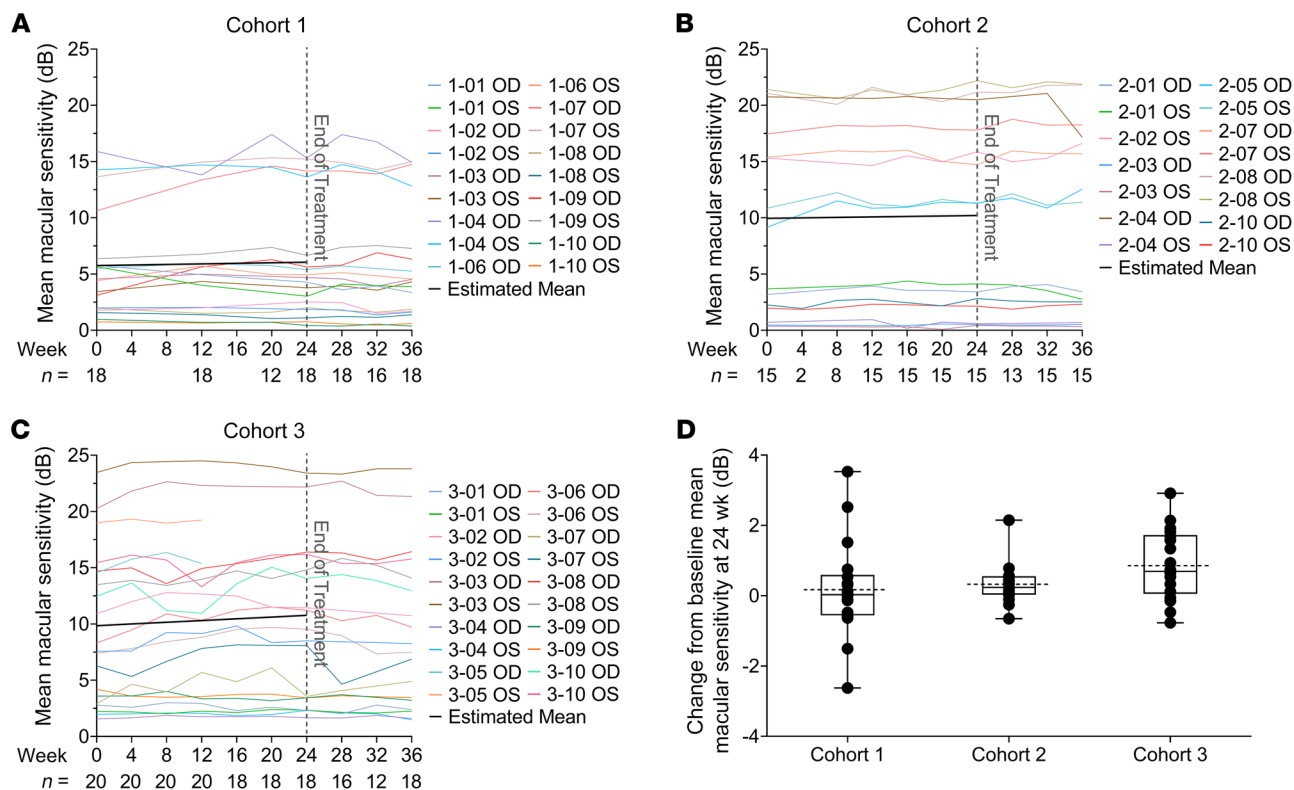 A
Cohort 1
Mean macular sensitivity (dB)
25
20
15
10
5
0
End of Treatment
1-01 OD 1-06 OS
1-01 OS 1-07 OD
1-02 OD 1-07 OS
1-02 OS 1-08 OD
1-03 OD 1-08 OS
1-03 OS 1-09 OD
1-04 OD 1-09 OS
1-04 OS 1-10 OD
1-06 OD 1-10 OS
Estimated Mean
Week 0 4 8 12 16 20 24 28 32 36
n = 18 18 12 18 18 16 18
B
Cohort 2
Mean macular sensitivity (dB)
25
20
15
10
5
0
End of Treatment
2-01 OD 2-05 OD
2-01 OS 2-05 OS
2-02 OS 2-07 OD
2-03 OD 2-07 OS
2-03 OS 2-08 OD
2-04 OD 2-08 OS
2-04 OS 2-10 OD
2-10 OS
Estimated Mean
Week 0 4 8 12 16 20 24 28 32 36
n = 15 2 8 15 15 15 15 13 15 15
C
Cohort 3
Mean macular sensitivity (dB)
25
20
15
10
5
0
End of Treatment
3-01 OD 3-06 OD
3-01 OS 3-06 OS
3-02 OD 3-07 OD
3-02 OS 3-07 OS
3-03 OD 3-08 OD
3-03 OS 3-08 OS
3-04 OD 3-09 OD
3-04 OS 3-09 OS
3-05 OD 3-10 OD
3-05 OS 3-10 OS
Estimated Mean
Week 0 4 8 12 16 20 24 28 32 36
n = 20 20 20 20 18 18 18 16 12 18
D
Change from baseline mean
macular sensitivity at 24 wk (dB)
4
2
0
-2
-4
Cohort 1 Cohort 2 Cohort 3